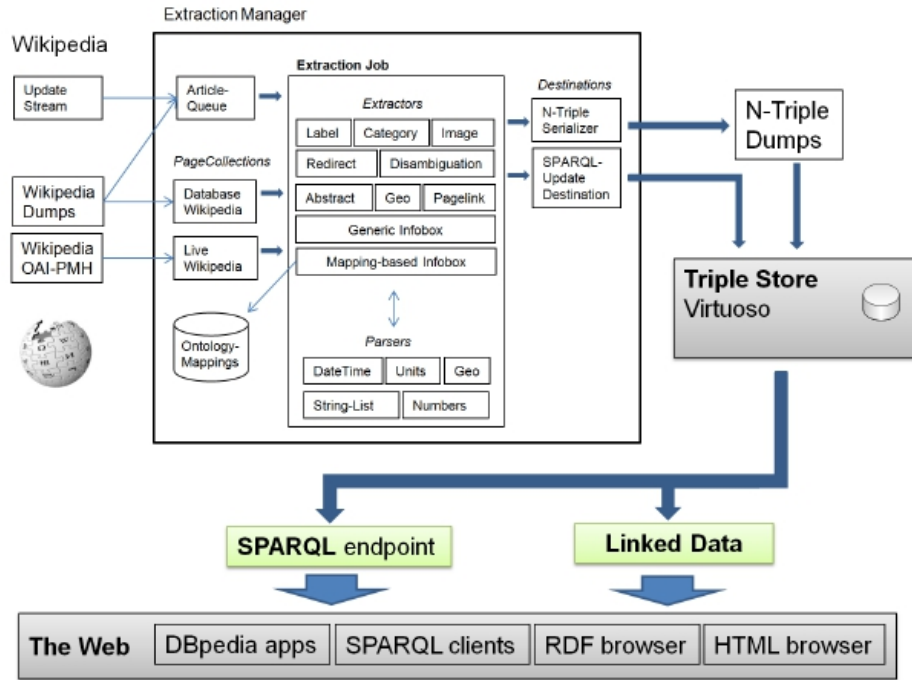 Extraction Manager
Wikipedia
Update
Stream
Wikipedia
Dumps
Wikipedia
OAI-PMH
Article-
Queue
PageCollections
Database
Wikipedia
Live
Wikipedia
Ontology-
Mappings
Extraction Job
Extractors
Label Category Image
Redirect Disambiguation
Abstract Geo Pagelink
Generic Infobox
Mapping-based Infobox
Parsers
DateTime Units Geo
String-List Numbers
Destinations
N-Triple
Serializer
SPARQL-
Update
Destination
N-Triple
Dumps
Triple Store
Virtuoso
SPARQL endpoint
Linked Data
The Web DBpedia apps SPARQL clients RDF browser HTML browser